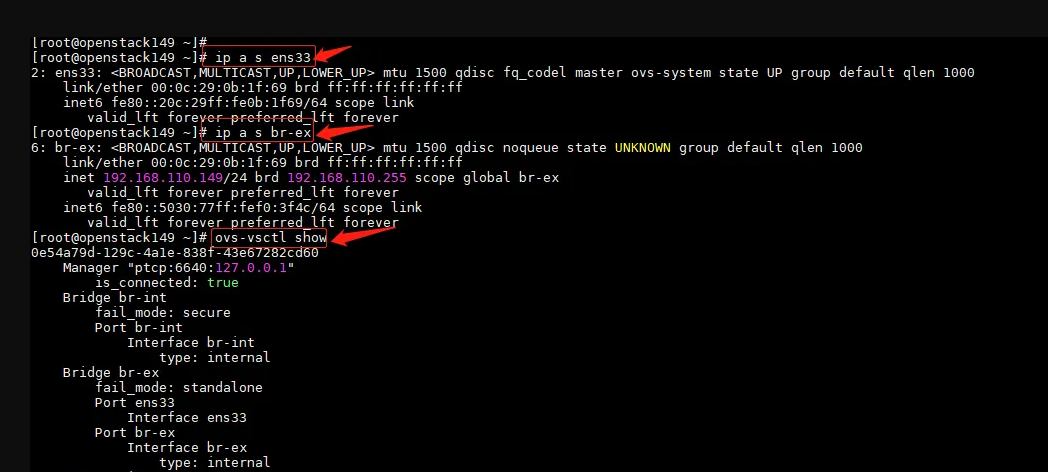 [root@openstack149 ~]#
[root@openstack149 ~]# ip a s ens33
2: ens33: <BROADCAST,MULTICAST,UP,LOWER_UP> mtu 1500 qdisc fq_codel master ovs-system state UP group default qlen 1000
    link/ether 00:0c:29:0b:1f:69 brd ff:ff:ff:ff:ff:ff
    inet6 fe80::20c:29ff:fe0b:1f69/64 scope link
       valid_lft forever preferred_lft forever
[root@openstack149 ~]# ip a s br-ex
6: br-ex: <BROADCAST,MULTICAST,UP,LOWER_UP> mtu 1500 qdisc noqueue state UNKNOWN group default qlen 1000
    link/ether 00:0c:29:0b:1f:69 brd ff:ff:ff:ff:ff:ff
    inet 192.168.110.149/24 brd 192.168.110.255 scope global br-ex
       valid_lft forever preferred_lft forever
    inet6 fe80::5030:77ff:fef0:3f4c/64 scope link
       valid_lft forever preferred_lft forever
[root@openstack149 ~]# ovs-vsctl show
0e54a79d-129c-4a1e-838f-43e67282cd60
    Manager "ptcp:6640:127.0.0.1"
        is_connected: true
    Bridge br-int
        fail_mode: secure
        Port br-int
            Interface br-int
                type: internal
    Bridge br-ex
        fail_mode: standalone
        Port ens33
            Interface ens33
        Port br-ex
            Interface br-ex
                type: internal